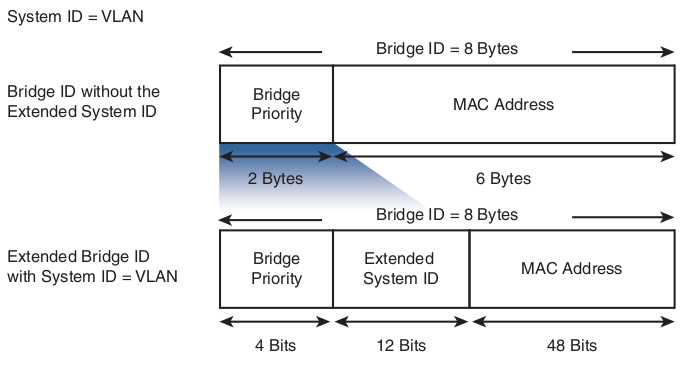 System ID = VLAN
Bridge ID = 8 Bytes
Bridge ID without the
Extended System ID
Bridge
Priority
MAC Address
2 Bytes
6 Bytes
Bridge ID = 8 Bytes
Extended Bridge ID
with System ID = VLAN
Bridge
Priority
Extended
System ID
MAC Address
4 Bits
12 Bits
48 Bits